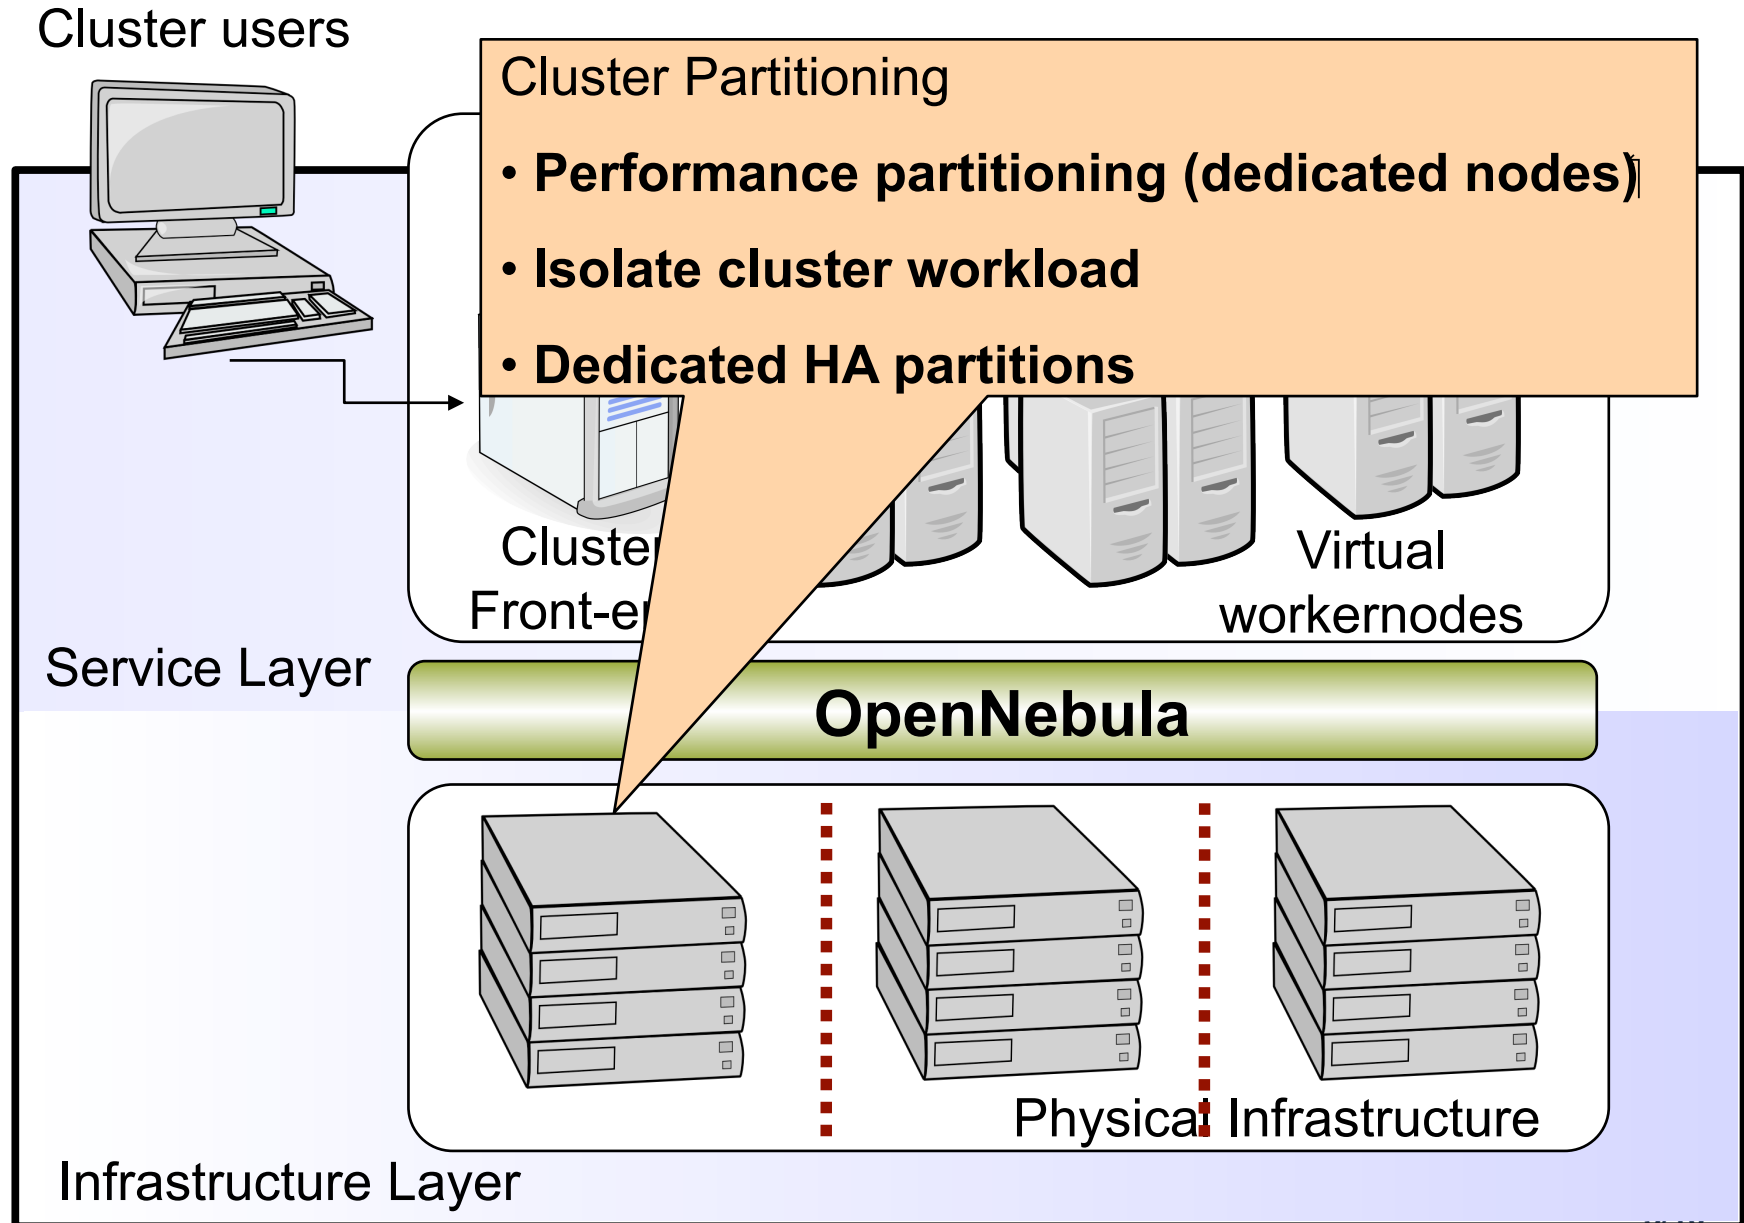 Cluster users
Cluster Partitioning
• Performance partitioning (dedicated nodes)
• Isolate cluster workload
• Dedicated HA partitions
Cluster
Virtual
workernodes
Service Layer
OpenNebula
Physical Infrastructure
Infrastructure Layer